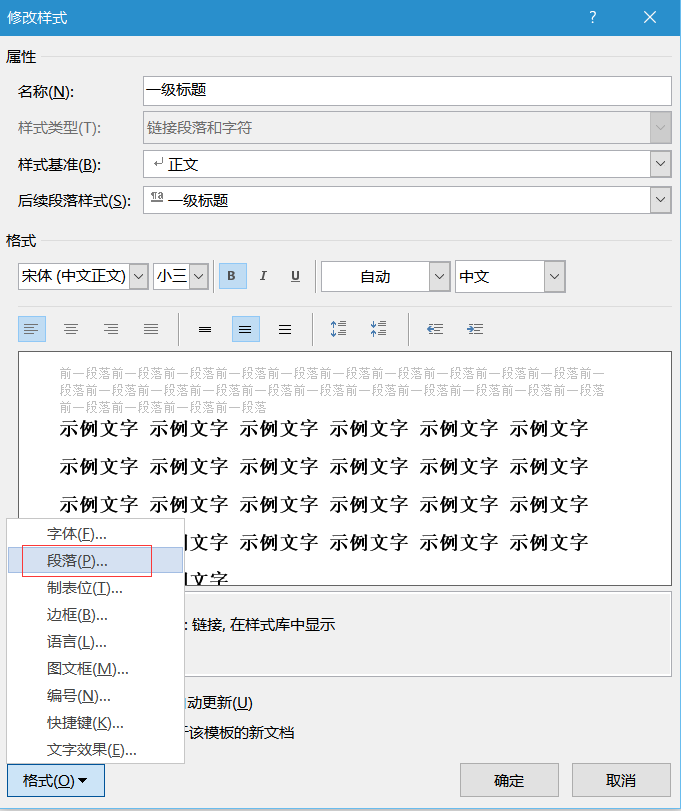 修改样式
?
属性
名称(N):
一级标题
样式类型(T):
链接段落和字符
样式基准(B):
正文
后续段落样式(S):
¶a 一级标题
格式
宋体 (中文正文) 小三 B I U 自动 中文
前一段落前一段落前一段落前一段落前一段落前一段落前一段落前一段落前一段落前一段落前一
段落前一段落前一段落前一段落前一段落前一段落前一段落前一段落前一段落前一段落前一段落
前一段落前一段落前一段落前一段落
示例文字 示例文字 示例文字 示例文字 示例文字 示例文字
示例文字 示例文字 示例文字 示例文字 示例文字 示例文字
示例文字 示例文字 示例文字 示例文字 示例文字 示例文字
例文字 示例文字 示例文字 示例文字 示例文字
例文字
: 链接, 在样式库中显示
动更新(U)
该模板的新文档
字体(F)...
段落(P)...
制表位(T)...
边框(B)...
语言(L)...
图文框(M)...
编号(N)...
快捷键(K)...
文字效果(E)...
格式(O)
确定
取消